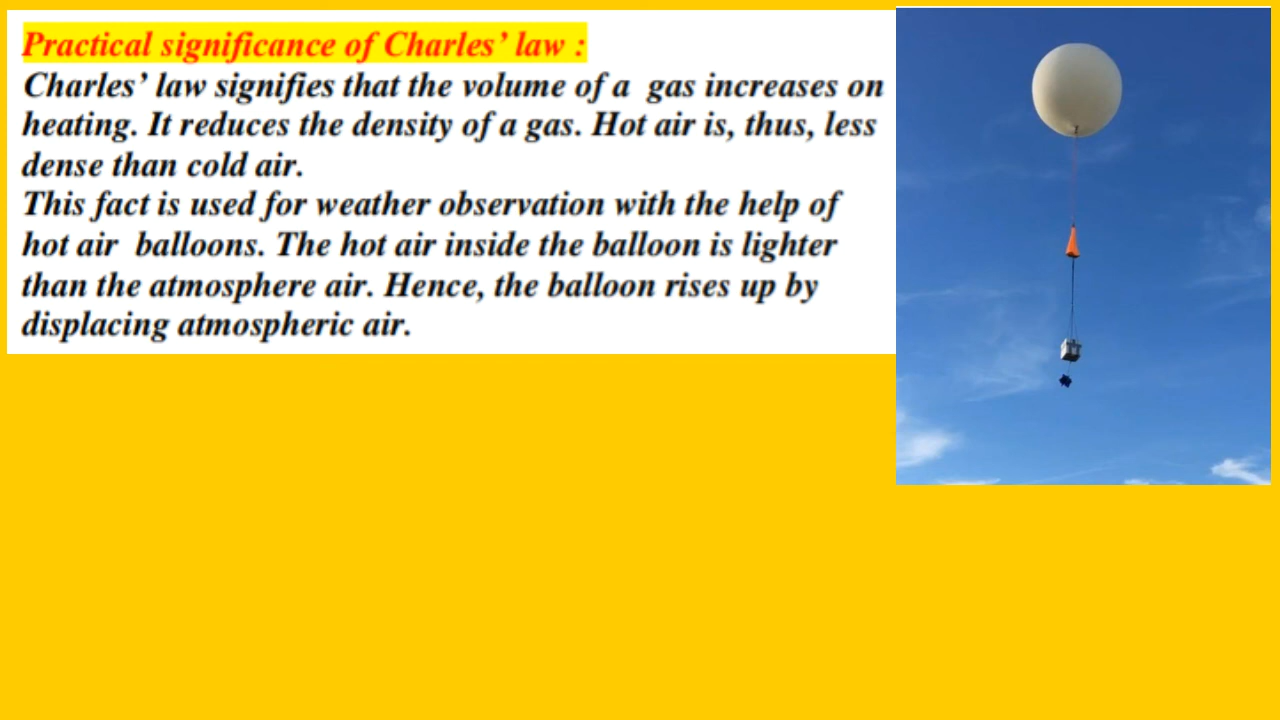 Practical significance of Charles’ law :
Charles’ law signifies that the volume of a gas increases on
heating. It reduces the density of a gas. Hot air is, thus, less
dense than cold air.
This fact is used for weather observation with the help of
hot air balloons. The hot air inside the balloon is lighter
than the atmosphere air. Hence, the balloon rises up by
displacing atmospheric air.